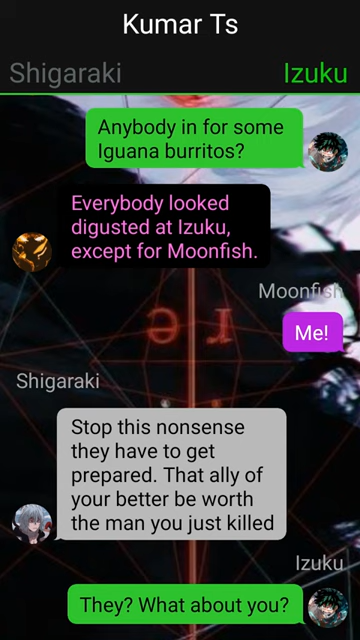 Kumar Ts
Shigaraki Izuku
Anybody in for some
Iguana burritos?
Everybody looked
digusted at Izuku,
except for Moonfish.
Moonfish
Me!
Shigaraki
Stop this nonsense
they have to get
prepared. That ally of
your better be worth
the man you just killed
Izuku
They? What about you?